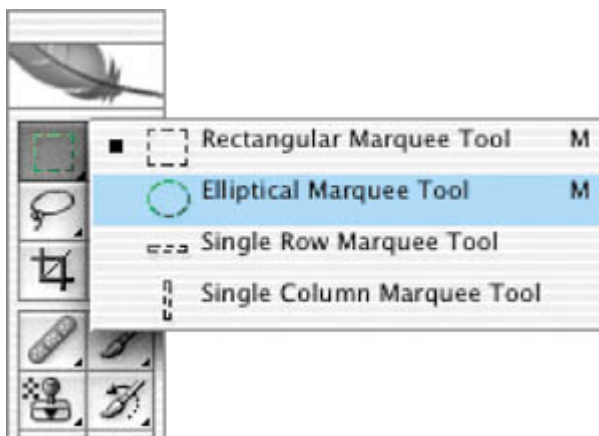 Rectangular Marquee Tool M
Elliptical Marquee Tool M
Single Row Marquee Tool
Single Column Marquee Tool